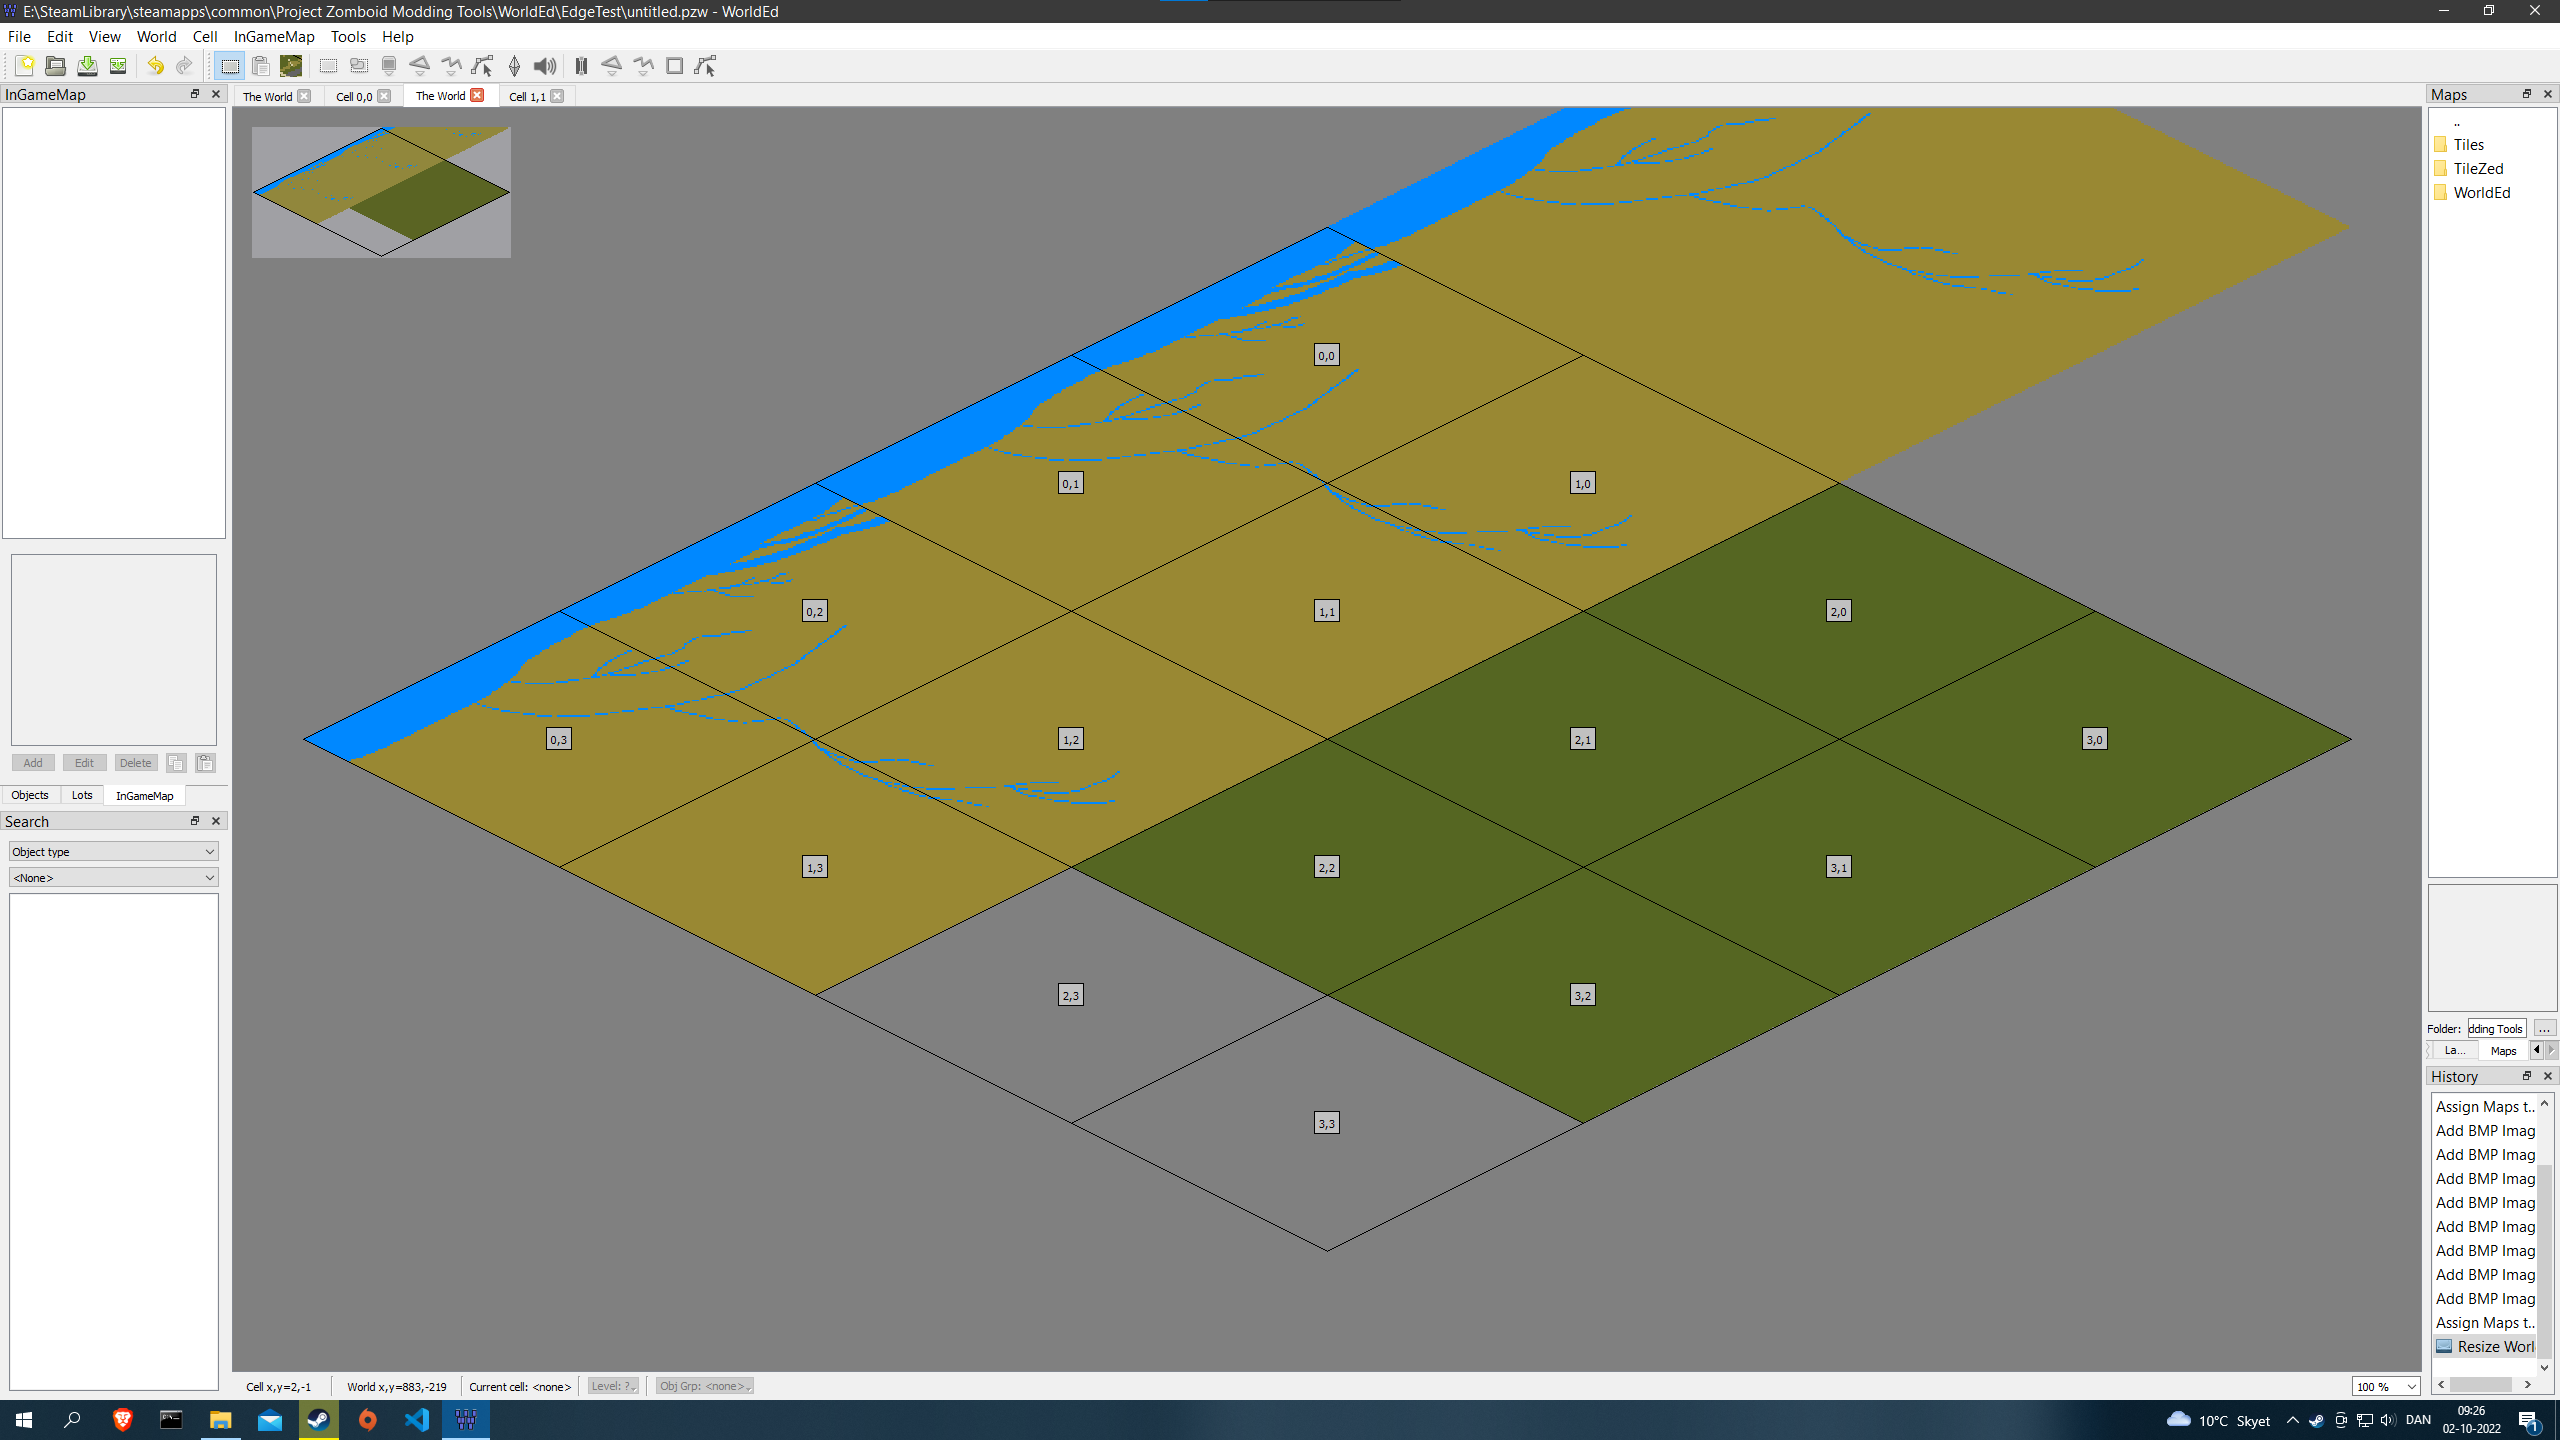 E:\SteamLibrary\steamapps\common\Project Zomboid Modding Tools\WorldEd\EdgeTest\untitled.pzw - WorldEd
File Edit View World Cell InGameMap Tools Help
InGameMap
The World Cell 0,0 The World Cell 1,1
Maps
..
Tiles
TileZed
WorldEd
0,0
0,1 1,0
0,2 1,1 2,0
0,3 1,2 2,1 3,0
1,3 2,2 3,1
2,3 3,2
3,3
Add Edit Delete
Objects Lots InGameMap
Search
Object type
<None>
Folder: dding Tools ...
La... Maps
History
Assign Maps t...
Add BMP Imag
Add BMP Imag
Add BMP Imag
Add BMP Imag
Add BMP Imag
Add BMP Imag
Add BMP Imag
Add BMP Imag
Assign Maps t...
Resize Worl
Cell x,y=2,-1 World x,y=883,-219 Current cell: <none> Level: ? Obj Grp: <none> 100 %
10°C Skyet DAN
09:26
02-10-2022
1